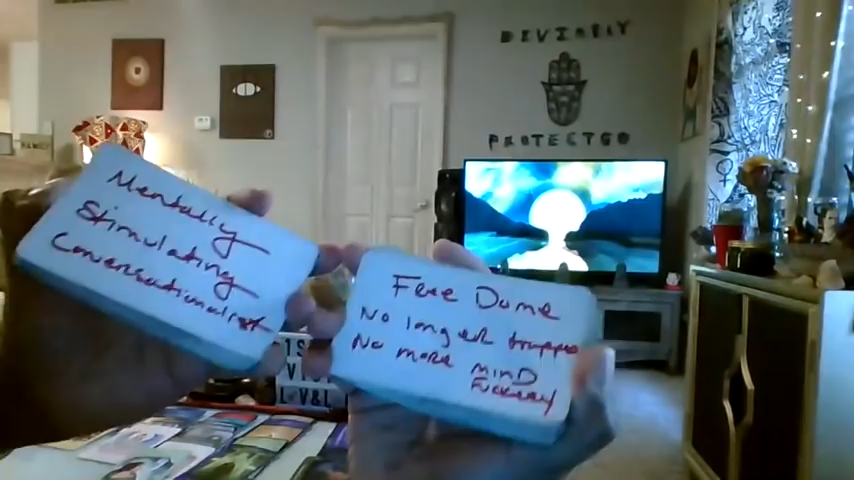 DIVINELY
PROTECTED
Mentally
Stimulating
Conversationalist
Free Dome
No longer trapped
No more mind
Fuckery